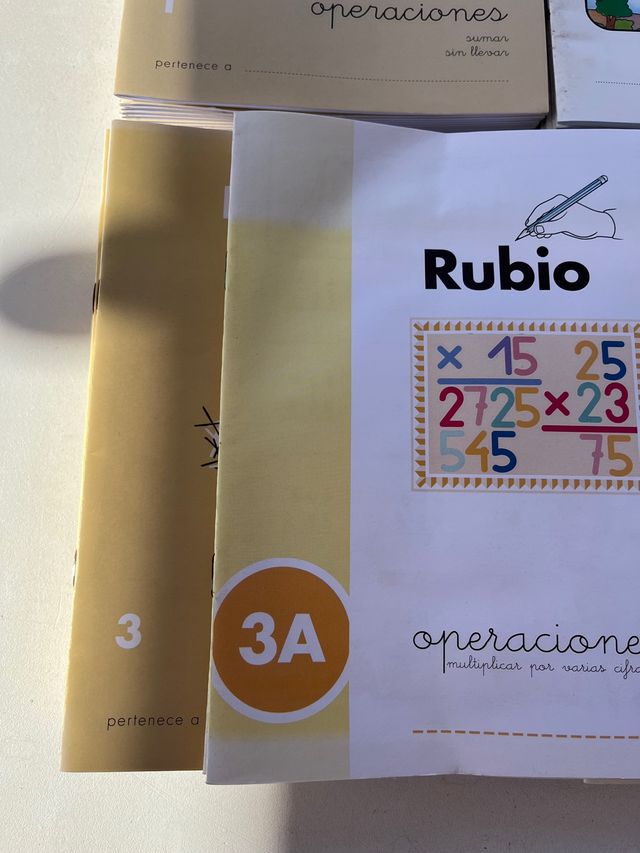 1
operaciones
sumar
sin llevar
pertenece a
Rubio
× 15 25
2725 × 23
545 75
3
3A
operacione
multiplicar por varias cifra
pertenece a